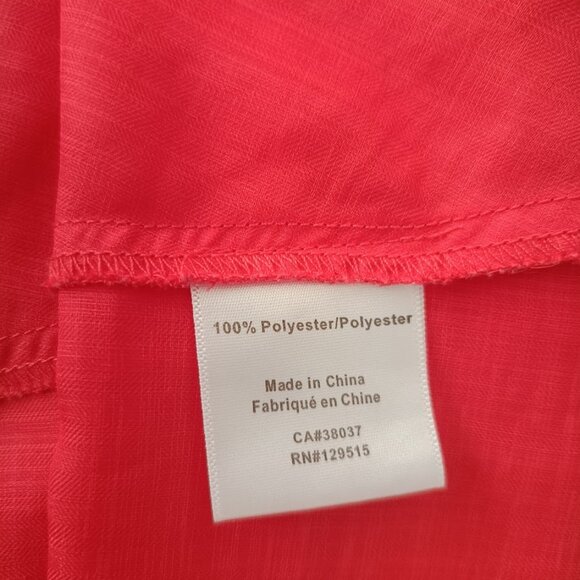 100% Polyester/Polyester
Made in China
Fabriqué en Chine
CA#38037
RN#129515